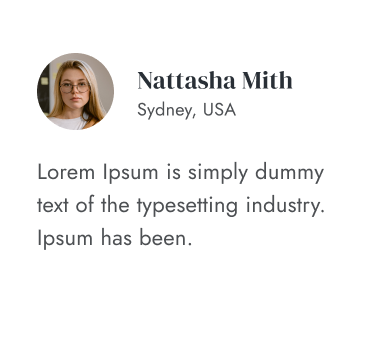 Nattasha Mith
Sydney, USA
Lorem Ipsum is simply dummy
text of the typesetting industry.
Ipsum has been.